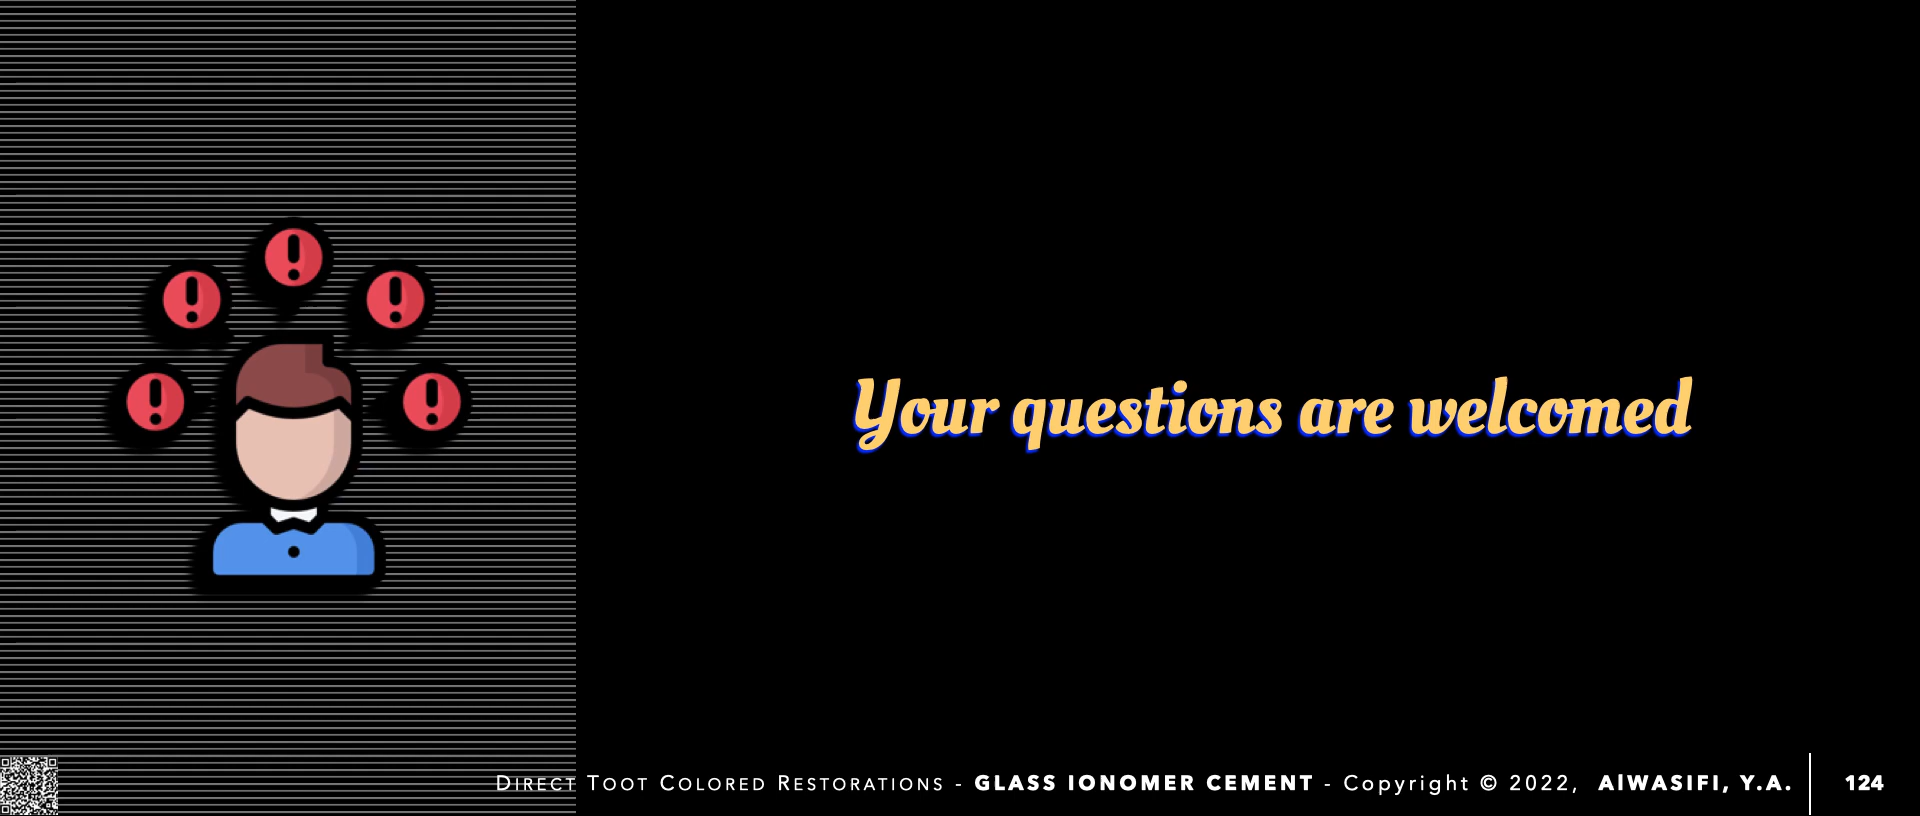 Your questions are welcomed
Direct Toot Colored Restorations - GLASS IONOMER CEMENT - Copyright © 2022, AlWASIFI, Y.A. 124